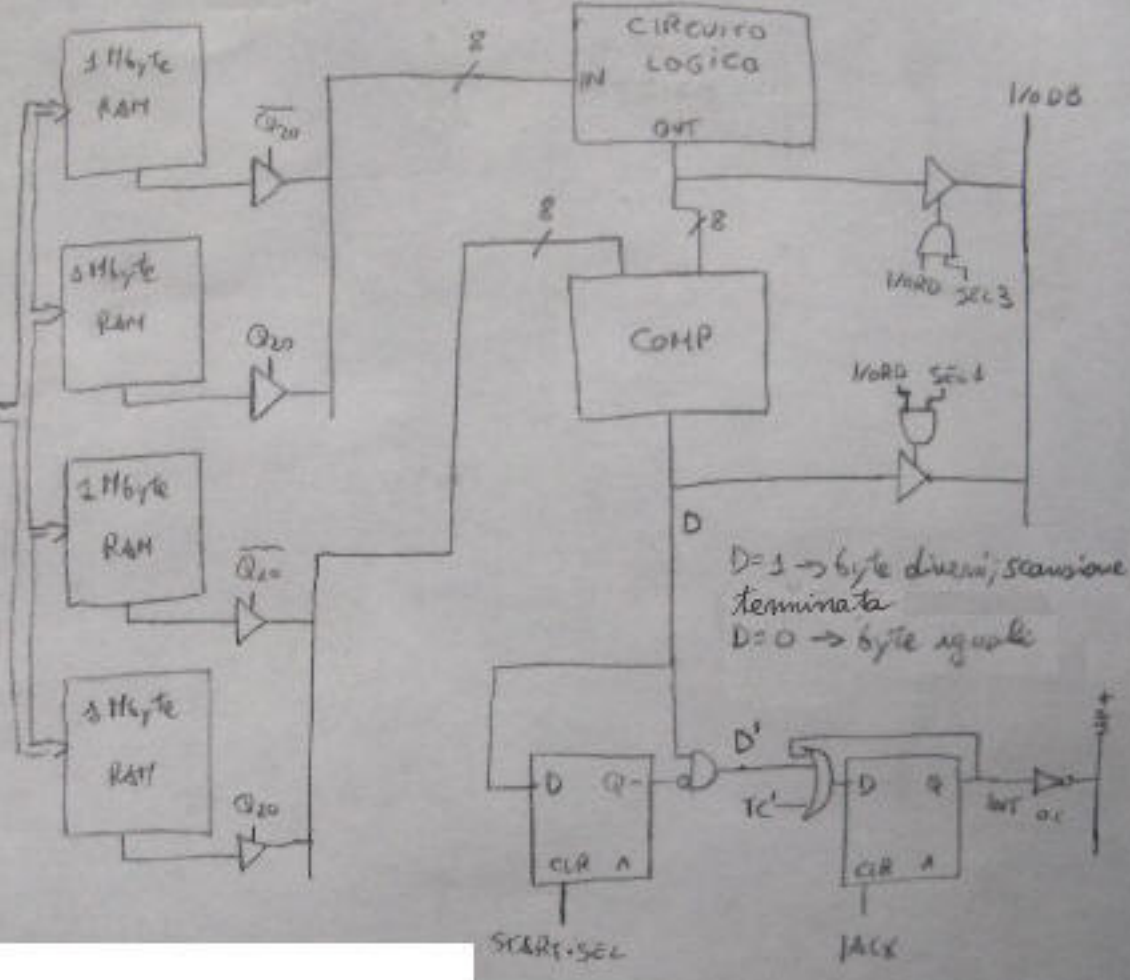 1 Mbyte
RAM
Q20
8
CIRCUITO
LOGICO
IN
OUT
I/O DB
1 Mbyte
RAM
Q20
8
8
I/ORD SEL3
COMP
I/ORD SEL1
1 Mbyte
RAM
Q20
D
D=1 → byte diversi, scansione
terminata
D=0 → byte uguali
1 Mbyte
RAM
Q20
D Q
CLR
D'
TC'
D Q
CLR
INT
O.C.
START.SEL
IACK